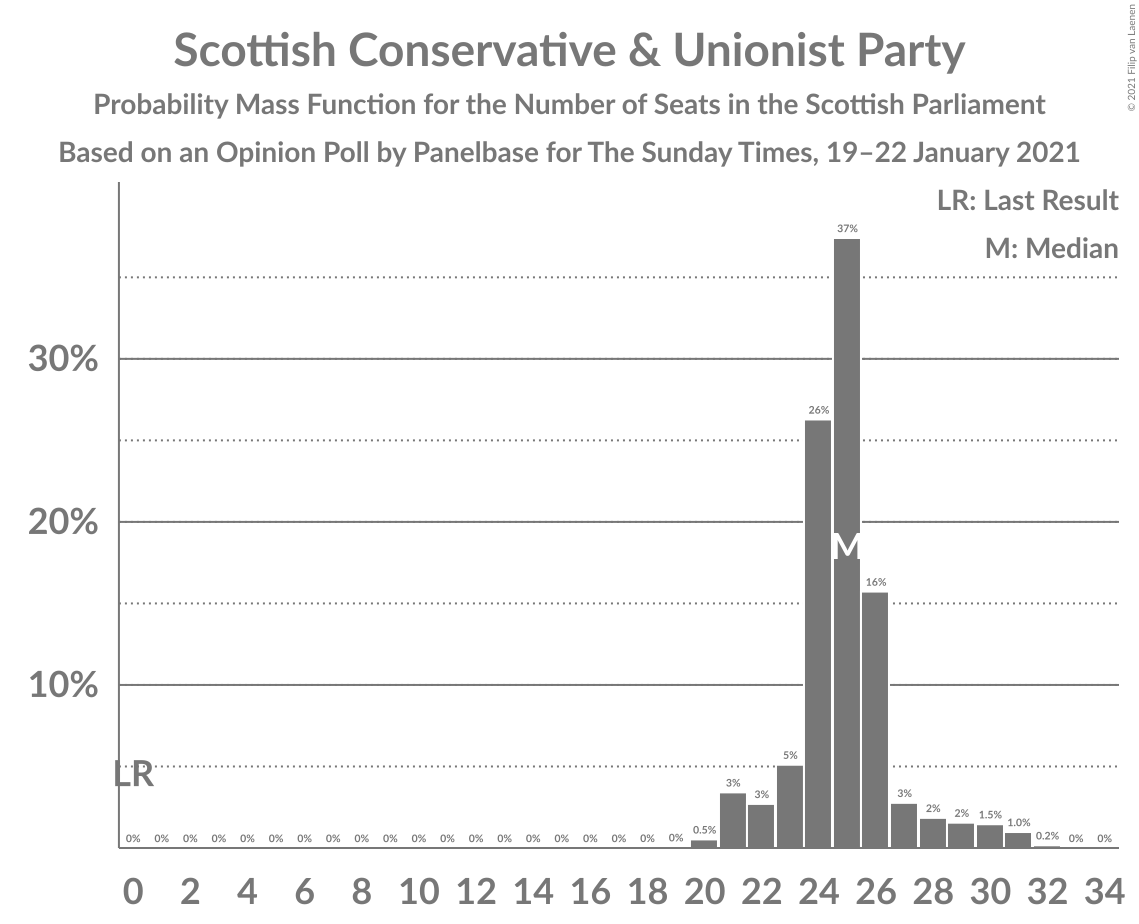 Scottish Conservative & Unionist Party
Probability Mass Function for the Number of Seats in the Scottish Parliament
Based on an Opinion Poll by Panelbase for The Sunday Times, 19–22 January 2021
© 2021 Filip van Laenen
LR: Last Result
M: Median
37%
30%
26%
20%
M
16%
10%
LR
5%
3% 3% 3% 2% 2% 1.5% 1.0%
0% 0% 0% 0% 0% 0% 0% 0% 0% 0% 0% 0% 0% 0% 0% 0% 0% 0% 0% 0% 0.5% 0.2% 0% 0%
0 2 4 6 8 10 12 14 16 18 20 22 24 26 28 30 32 34